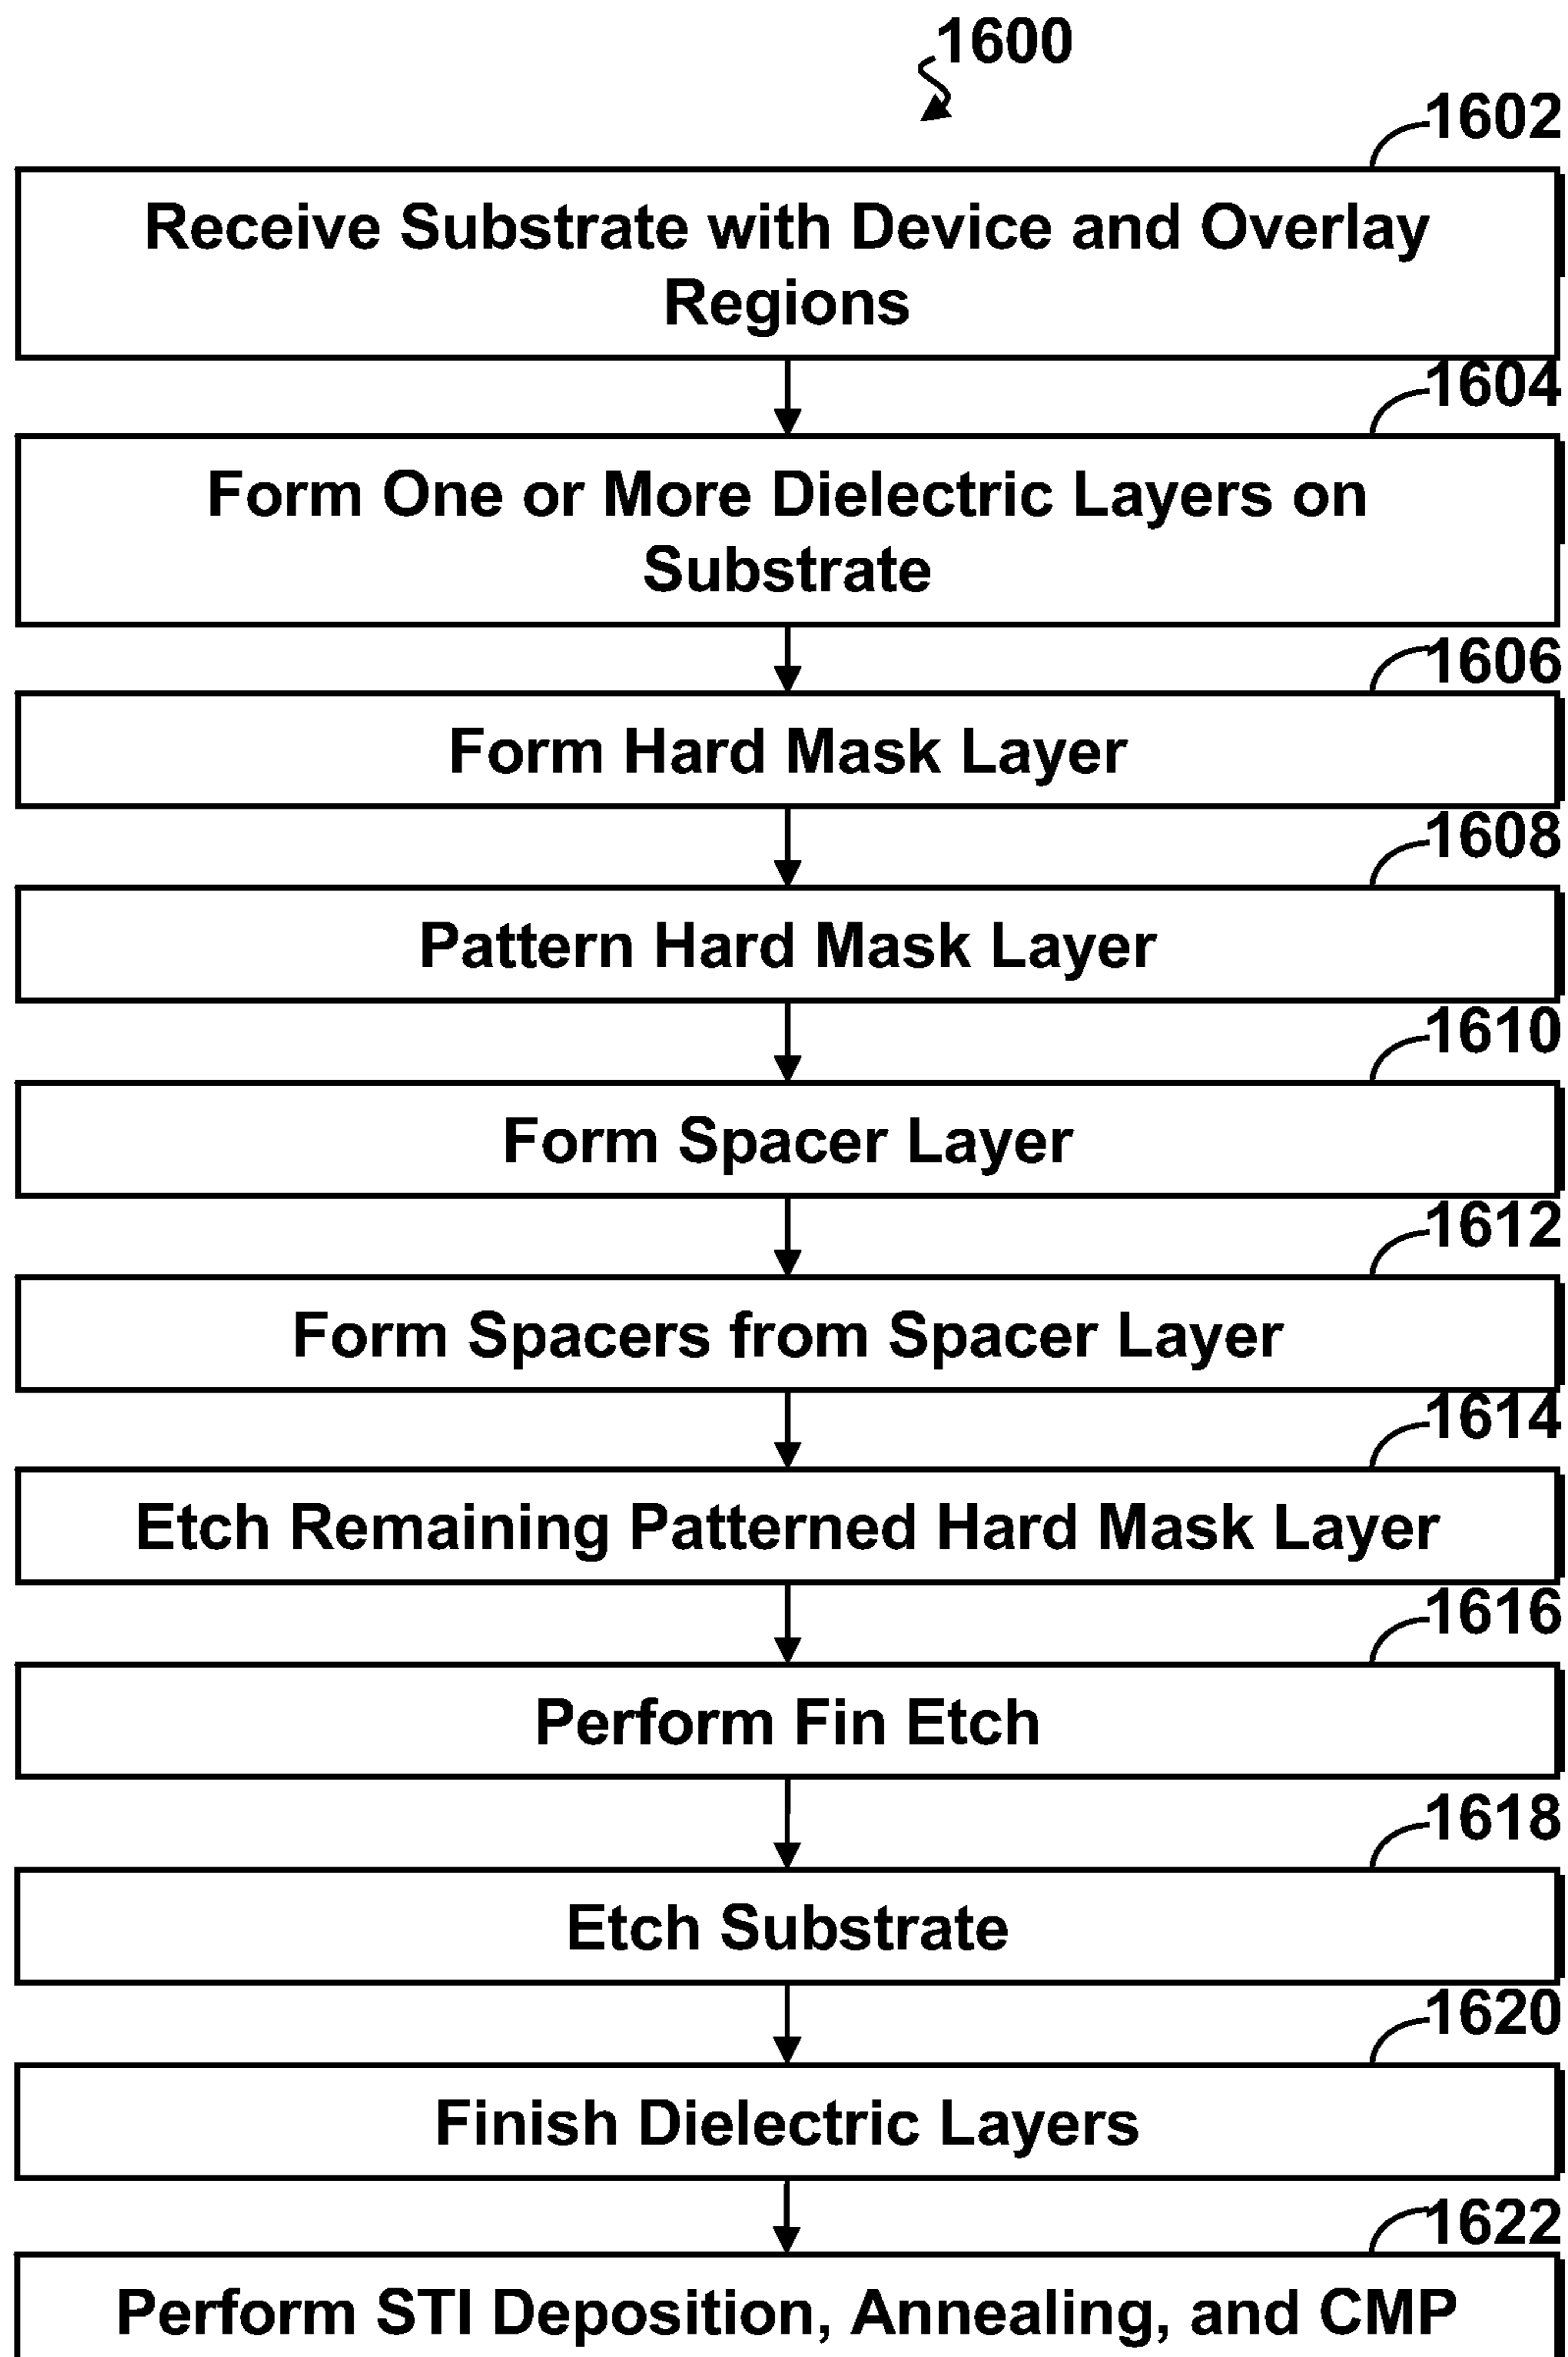 1600
1602
Receive Substrate with Device and Overlay
Regions
1604
Form One or More Dielectric Layers on
Substrate
1606
Form Hard Mask Layer
1608
Pattern Hard Mask Layer
1610
Form Spacer Layer
1612
Form Spacers from Spacer Layer
1614
Etch Remaining Patterned Hard Mask Layer
1616
Perform Fin Etch
1618
Etch Substrate
1620
Finish Dielectric Layers
1622
Perform STI Deposition, Annealing, and CMP